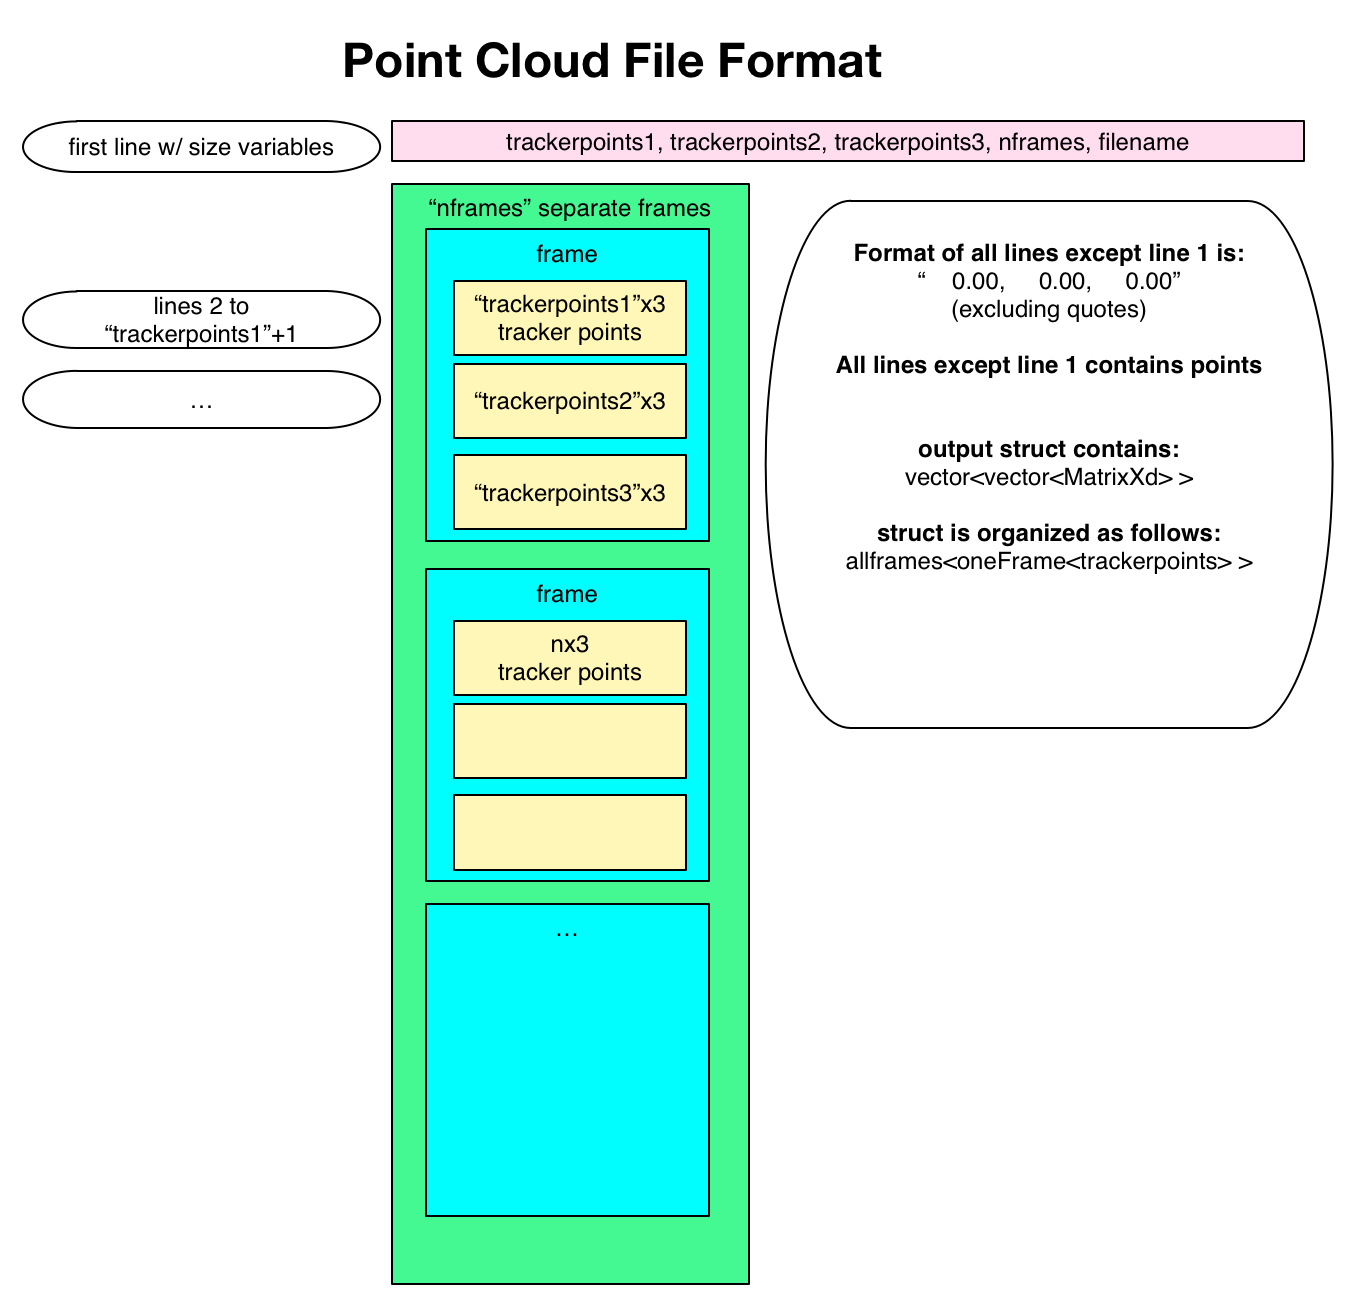 Point Cloud File Format
first line w/ size variables
trackerpoints1, trackerpoints2, trackerpoints3, nframes, filename
“nframes” separate frames
frame
lines 2 to
“trackerpoints1”+1
…
“trackerpoints1”x3
tracker points
“trackerpoints2”x3
“trackerpoints3”x3
frame
nx3
tracker points
…
Format of all lines except line 1 is:
“    0.00,     0.00,     0.00”
(excluding quotes)
All lines except line 1 contains points
output struct contains:
vector<vector<MatrixXd> >
struct is organized as follows:
allframes<oneFrame<trackerpoints> >